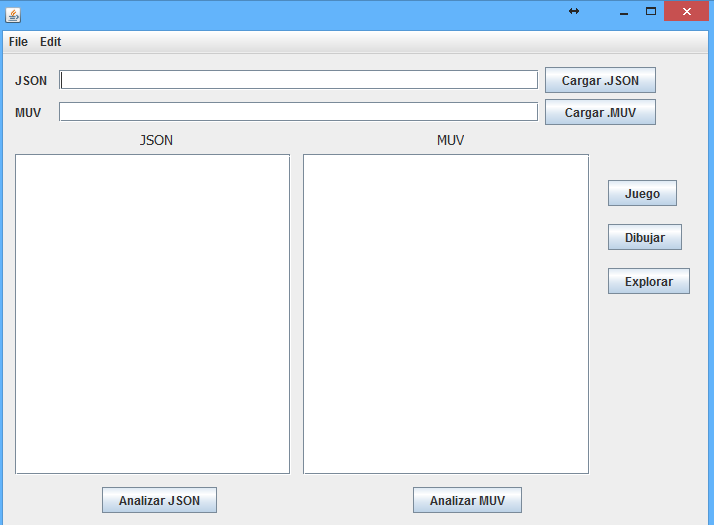 File Edit
JSON Cargar .JSON
MUV Cargar .MUV
JSON MUV
Juego
Dibujar
Explorar
Analizar JSON Analizar MUV